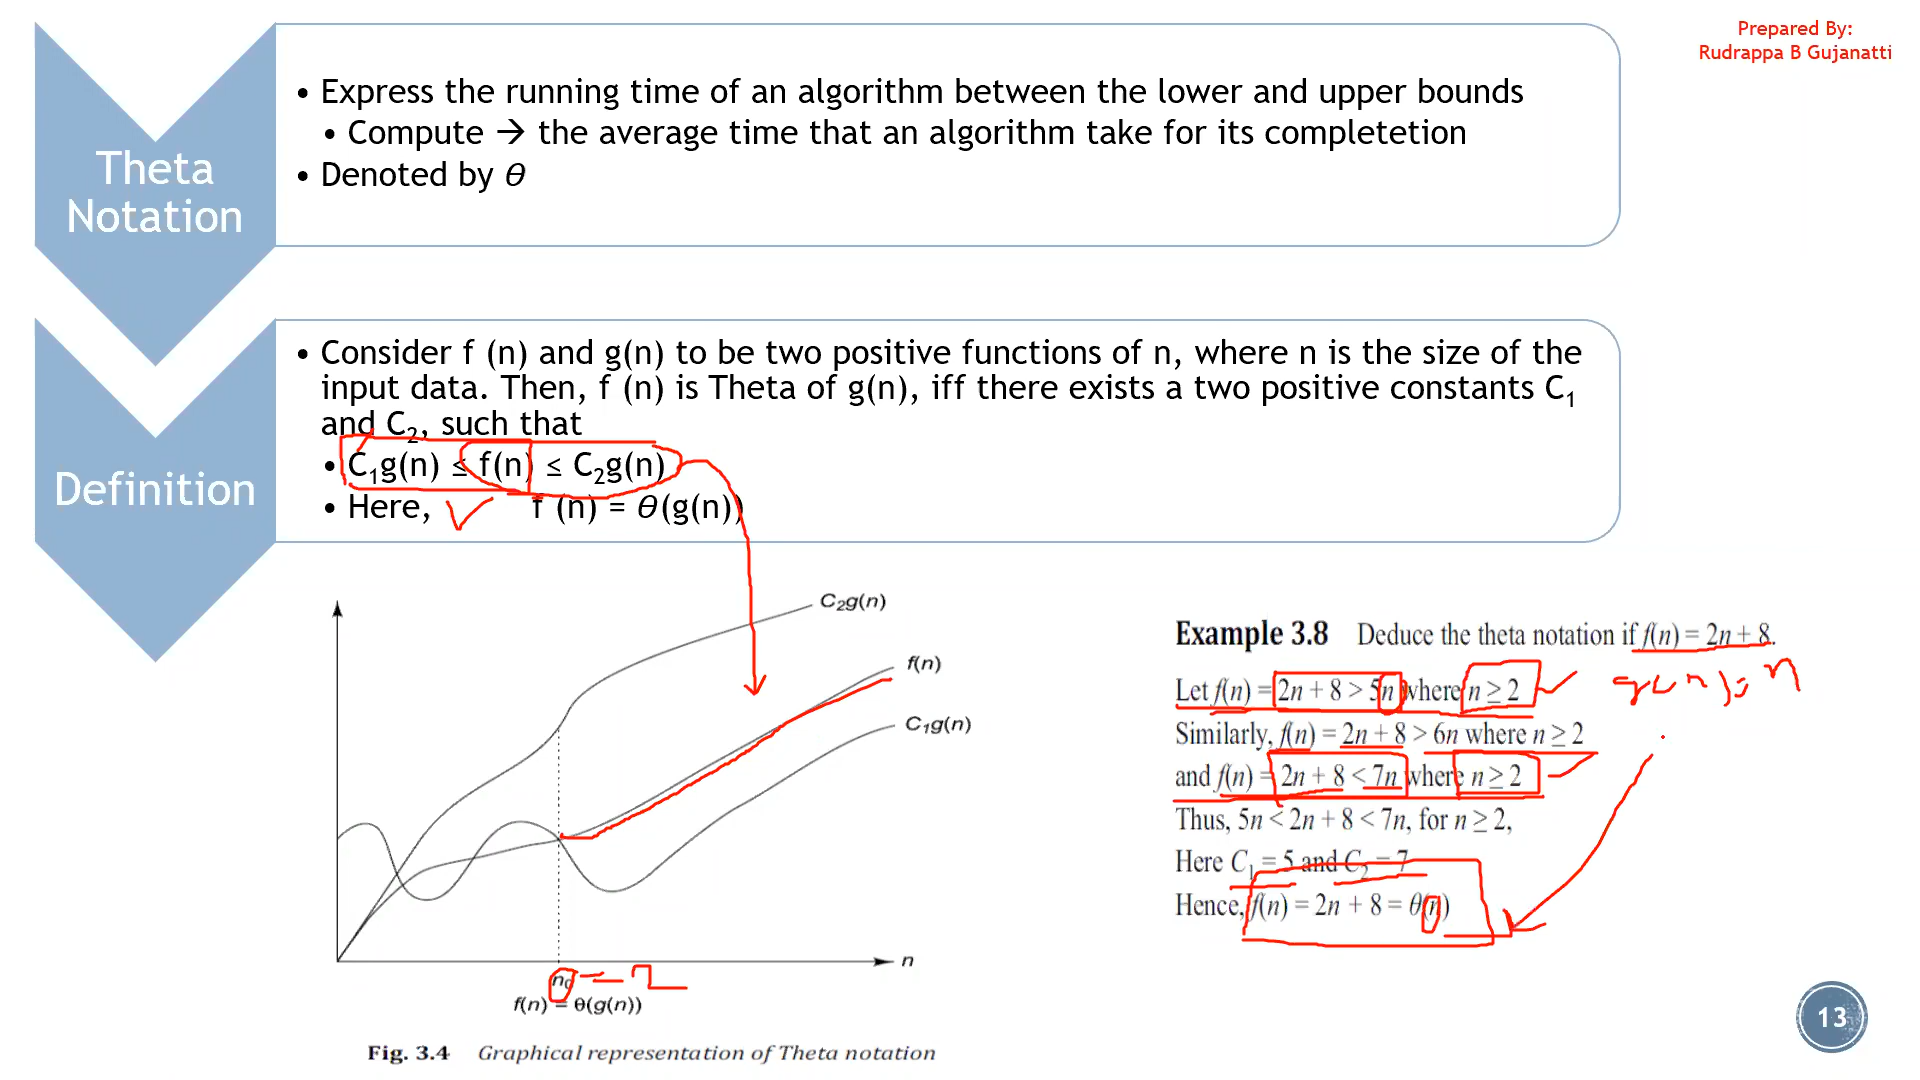 Prepared By:
Rudrappa B Gujanatti
Theta
Notation
• Express the running time of an algorithm between the lower and upper bounds
• Compute → the average time that an algorithm take for its completetion
• Denoted by θ
Definition
• Consider f (n) and g(n) to be two positive functions of n, where n is the size of the
input data. Then, f (n) is Theta of g(n), iff there exists a two positive constants C₁
and C₂, such that
• C₁g(n) ≤ f(n) ≤ C₂g(n)
• Here, f (n) = θ(g(n))
C₂g(n)
f(n)
C₁g(n)
n
n₀ = 2
f(n) = θ(g(n))
Fig. 3.4 Graphical representation of Theta notation
Example 3.8 Deduce the theta notation if f(n) = 2n + 8.
Let f(n) = 2n + 8 > 5n where n ≥ 2
g(n) = n
Similarly, f(n) = 2n + 8 > 6n where n ≥ 2
and f(n) = 2n + 8 < 7n where n ≥ 2
Thus, 5n < 2n + 8 < 7n, for n ≥ 2,
Here C₁ = 5 and C₂ = 7
Hence, f(n) = 2n + 8 = θ(n)
13